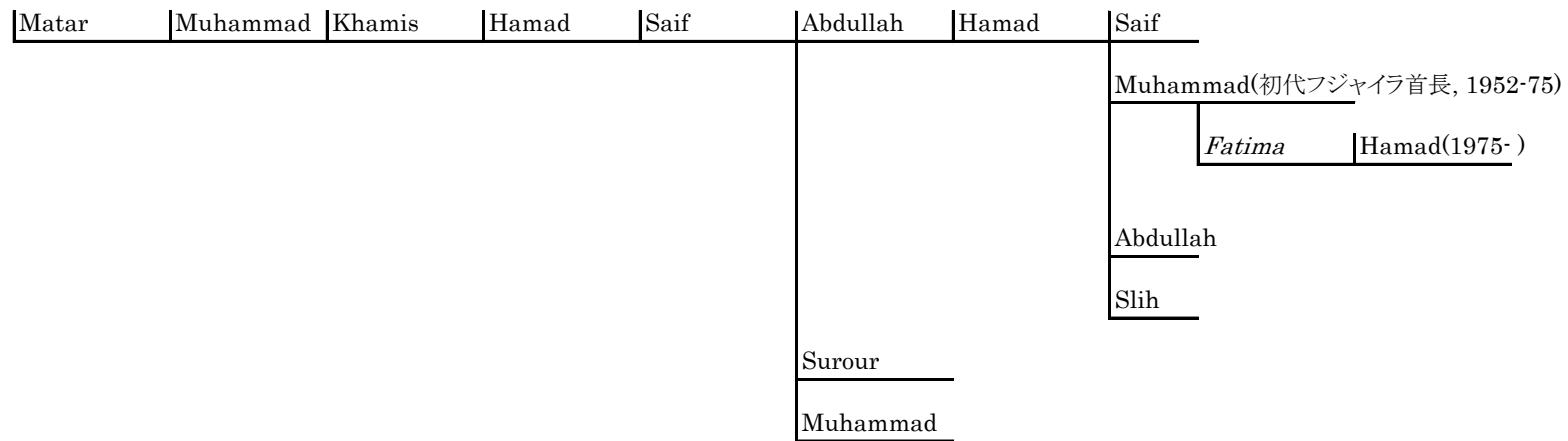 Matar Muhammad Khamis Hamad Saif Abdullah Hamad Saif
Muhammad(初代フジャイラ首長, 1952-75)
Fatima Hamad(1975- )
Abdullah
Slih
Surour
Muhammad